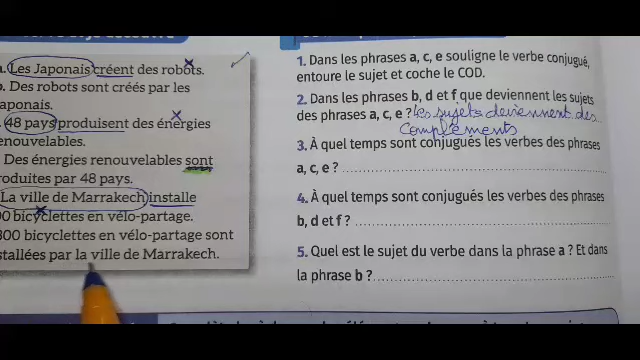 Les Japonais créent des robots.
Des robots sont créés par les
aponais.
48 pays produisent des énergies
enouvelables.
Des énergies renouvelables sont
roduites par 48 pays.
La ville de Marrakech installe
00 bicyclettes en vélo-partage.
300 bicyclettes en vélo-partage sont
stallées par la ville de Marrakech.
1. Dans les phrases a, c, e souligne le verbe conjugué,
entoure le sujet et coche le COD.
2. Dans les phrases b, d et f que deviennent les sujets
des phrases a, c, e ? Les sujets deviennent des
compléments
3. À quel temps sont conjugués les verbes des phrases
a, c, e ?
4. À quel temps sont conjugués les verbes des phrases
b, d et f ?
5. Quel est le sujet du verbe dans la phrase a ? Et dans
la phrase b ?